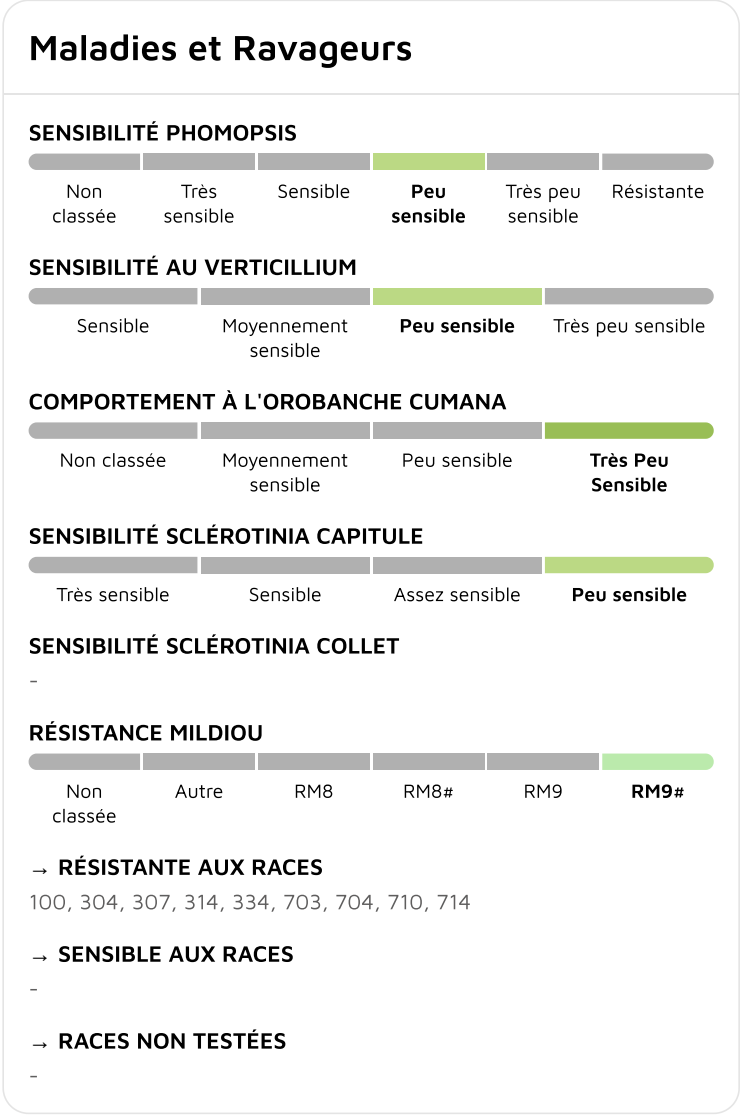 Maladies et Ravageurs
SENSIBILITÉ PHOMOPSIS
Non classée
Très sensible
Sensible
Peu sensible
Très peu sensible
Résistante
SENSIBILITÉ AU VERTICILLIUM
Sensible
Moyennement sensible
Peu sensible
Très peu sensible
COMPORTEMENT À L'OROBANCHE CUMANA
Non classée
Moyennement sensible
Peu sensible
Très Peu Sensible
SENSIBILITÉ SCLÉROTINIA CAPITULE
Très sensible
Sensible
Assez sensible
Peu sensible
SENSIBILITÉ SCLÉROTINIA COLLET
-
RÉSISTANCE MILDIOU
Non classée
Autre
RM8
RM8#
RM9
RM9#
→ RÉSISTANTE AUX RACES
100, 304, 307, 314, 334, 703, 704, 710, 714
→ SENSIBLE AUX RACES
-
→ RACES NON TESTÉES
-